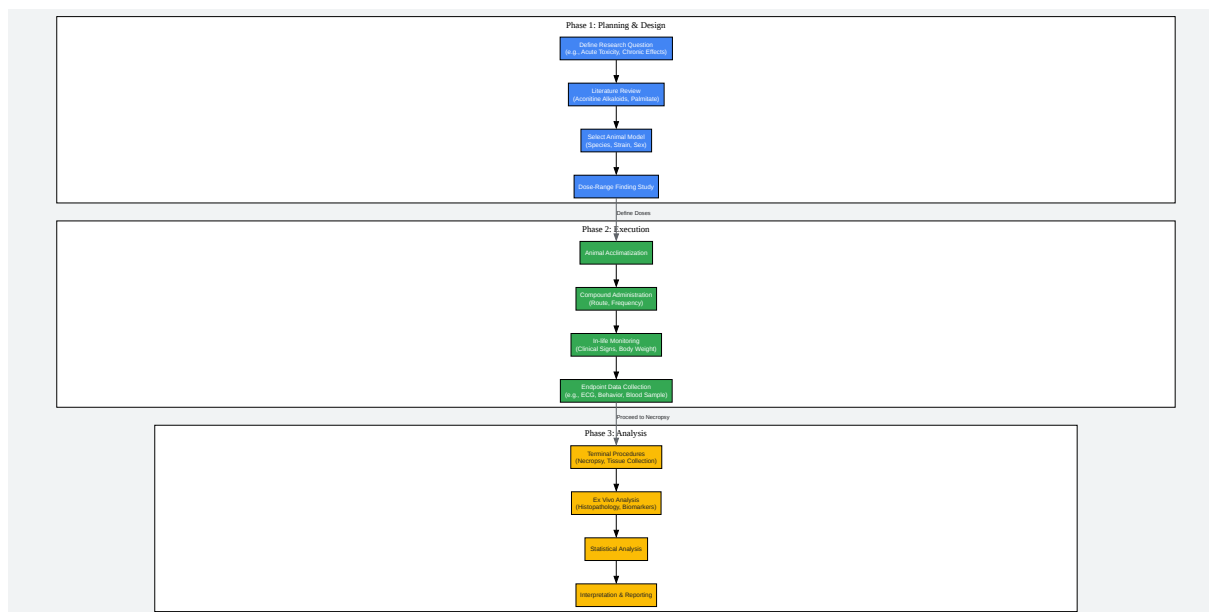 Phase 1: Planning & Design
Define Research Question
(e.g., Acute Toxicity, Chronic Effects)
Literature Review
(Aconitine Alkaloids, Palmitate)
Select Animal Model
(Species, Strain, Sex)
Dose-Range Finding Study
Define Doses
Phase 2: Execution
Animal Acclimatization
Compound Administration
(Route, Frequency)
In-life Monitoring
(Clinical Signs, Body Weight)
Endpoint Data Collection
(e.g., ECG, Behavior, Blood Sample)
Proceed to Necropsy
Phase 3: Analysis
Terminal Procedures
(Necropsy, Tissue Collection)
Ex Vivo Analysis
(Histopathology, Biomarkers)
Statistical Analysis
Interpretation & Reporting